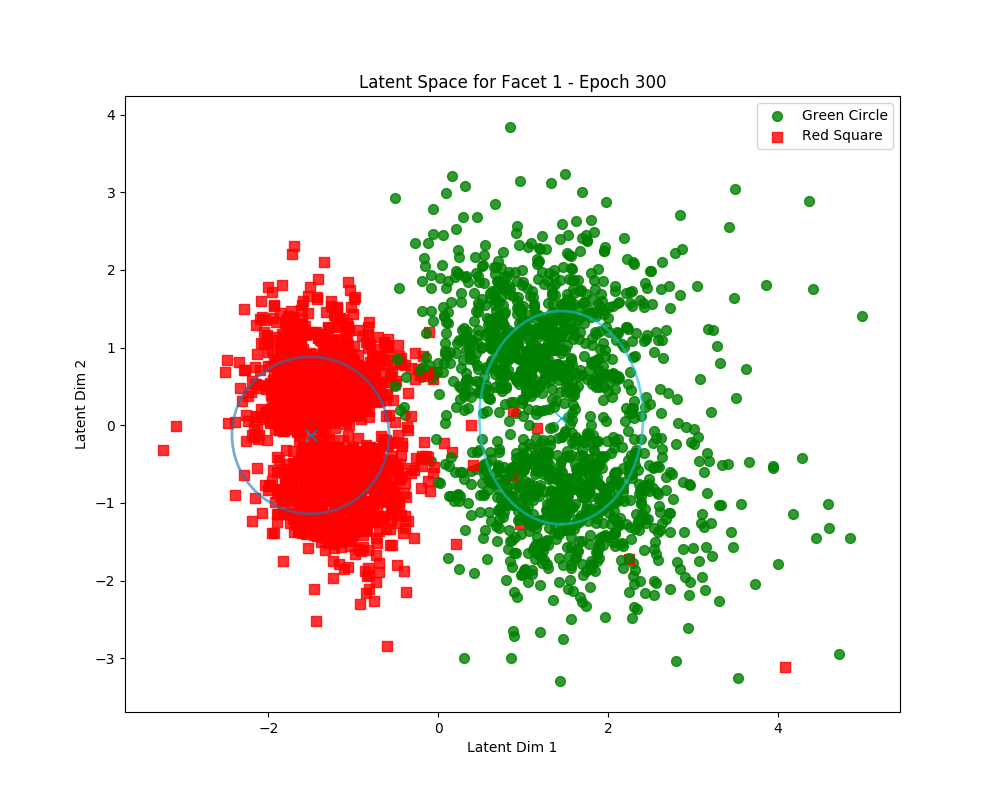 Latent Space for Facet 1 - Epoch 300
Green Circle
Red Square
4
3
2
1
0
−1
−2
−3
Latent Dim 2
−2
0
2
4
Latent Dim 1